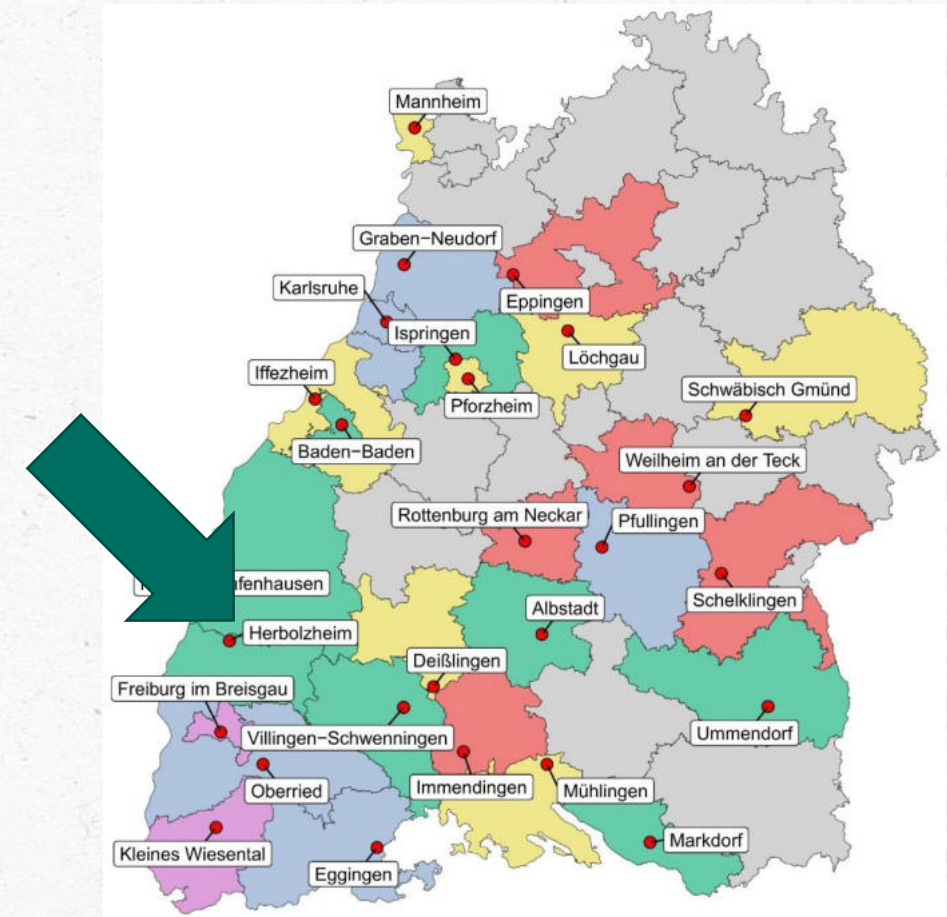 Mannheim
Graben−Neudorf
Karlsruhe
Eppingen
Ispringen
Löchgau
Iffezheim
Schwäbisch Gmünd
Pforzheim
Baden−Baden
Weilheim an der Teck
Rottenburg am Neckar
Pfullingen
afenhausen
Schelklingen
Albstadt
Herbolzheim
Deißlingen
Freiburg im Breisgau
Villingen−Schwenningen
Ummendorf
Oberried
Immendingen
Mühlingen
Markdorf
Kleines Wiesental
Eggingen